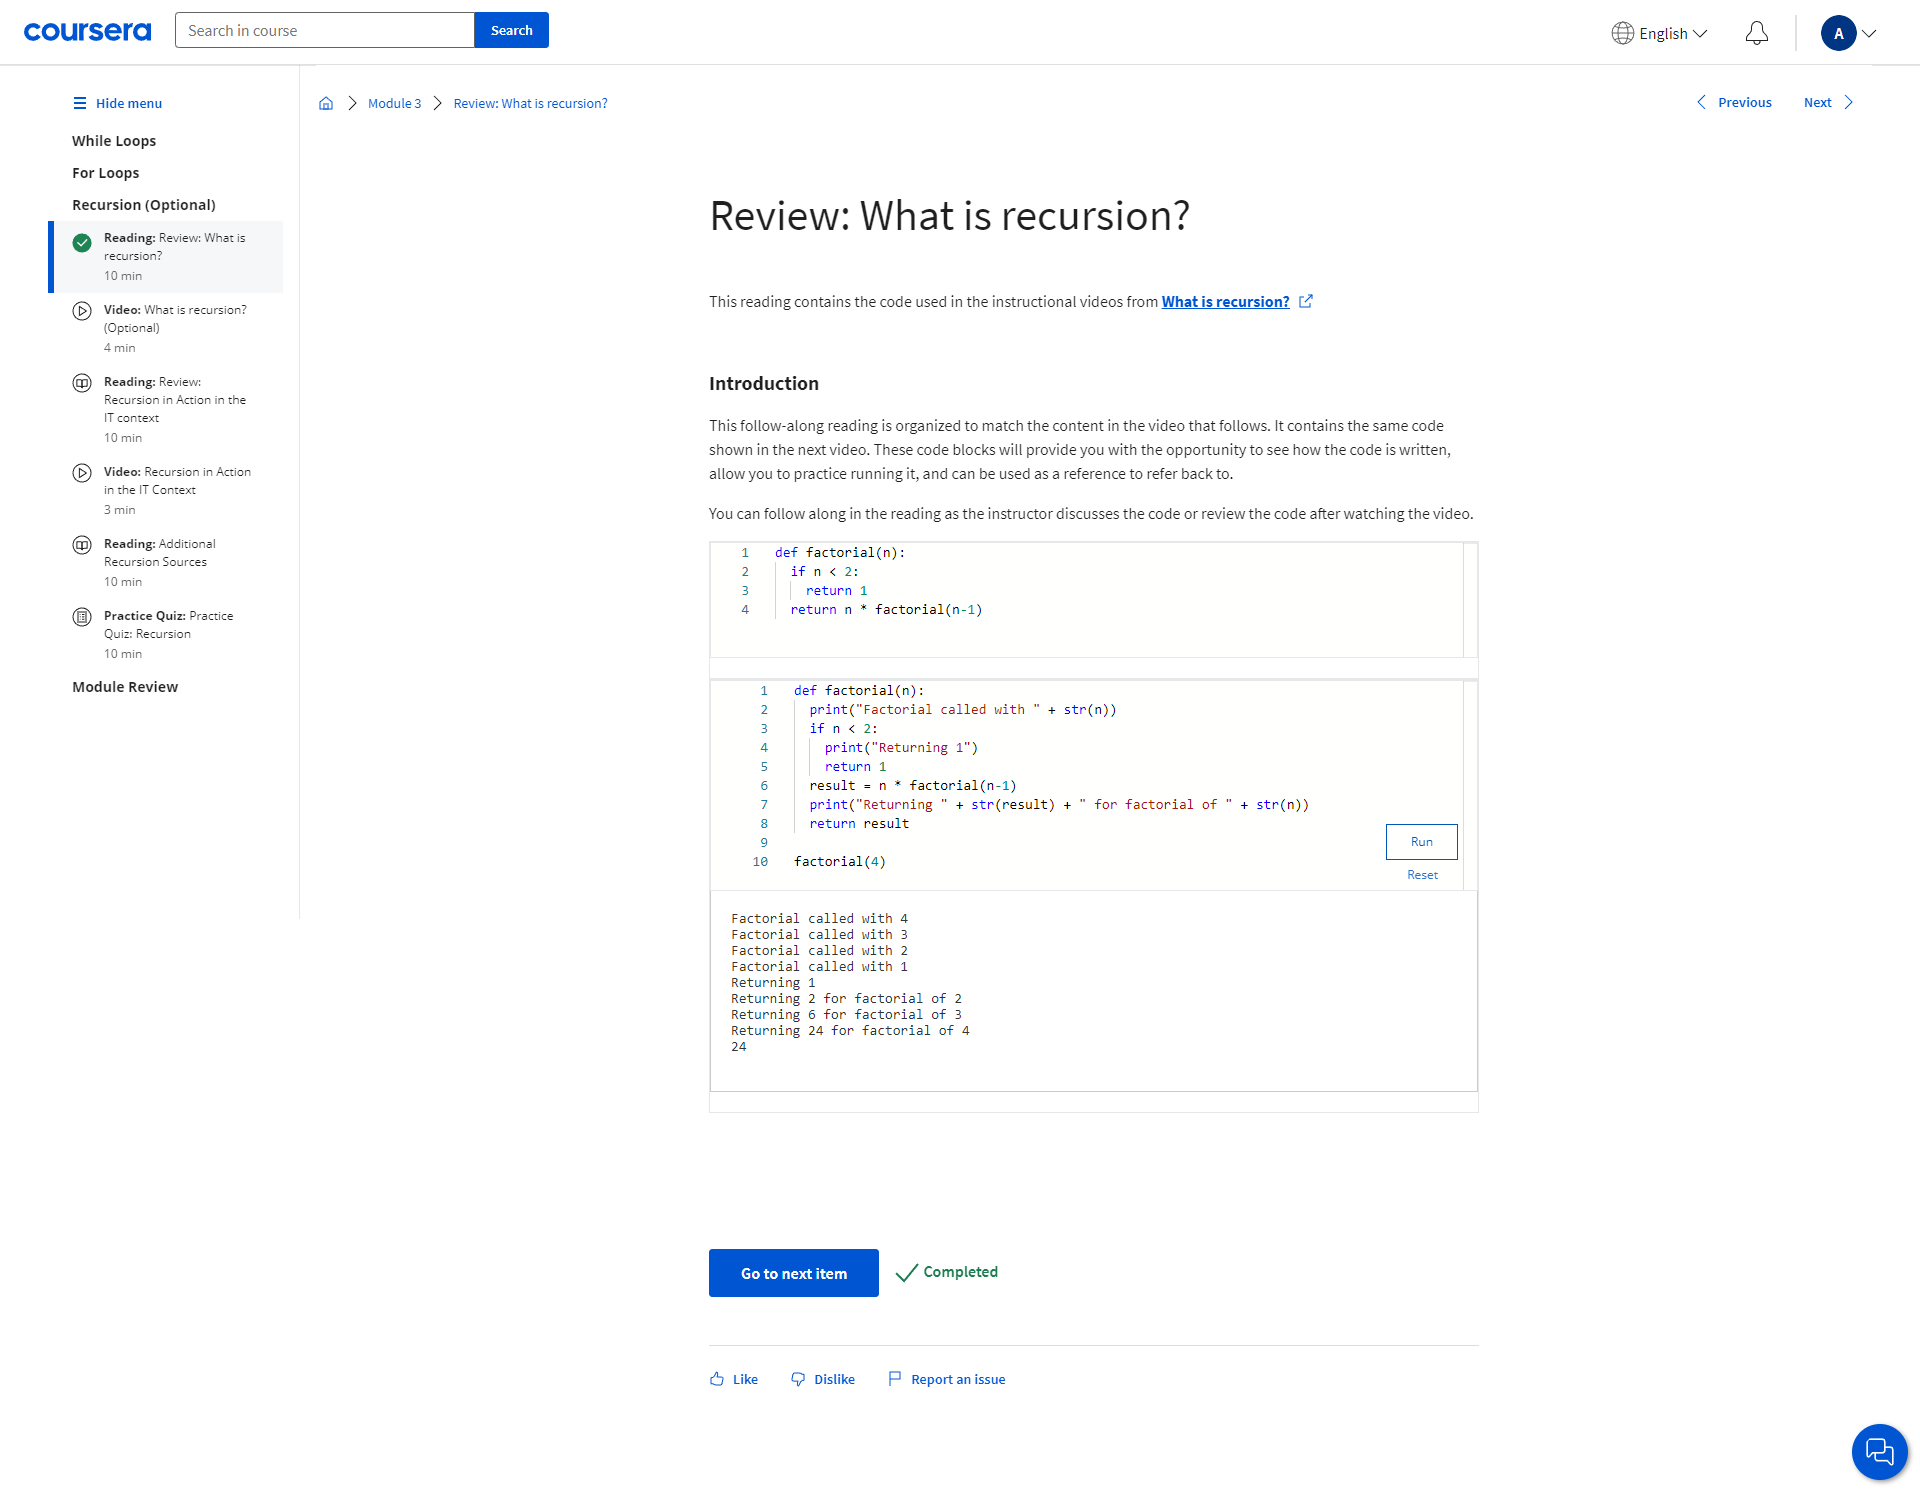 coursera
Search in course
Search
English
A
Hide menu
While Loops
For Loops
Recursion (Optional)
Reading: Review: What is
recursion?
10 min
Video: What is recursion?
(Optional)
4 min
Reading: Review:
Recursion in Action in the
IT context
10 min
Video: Recursion in Action
in the IT Context
3 min
Reading: Additional
Recursion Sources
10 min
Practice Quiz: Practice
Quiz: Recursion
10 min
Module Review
Module 3
Review: What is recursion?
Previous
Next
Review: What is recursion?
This reading contains the code used in the instructional videos from What is recursion?
Introduction
This follow-along reading is organized to match the content in the video that follows. It contains the same code
shown in the next video. These code blocks will provide you with the opportunity to see how the code is written,
allow you to practice running it, and can be used as a reference to refer back to.
You can follow along in the reading as the instructor discusses the code or review the code after watching the video.
1 def factorial(n):
2 if n < 2:
3 return 1
4 return n * factorial(n-1)
1 def factorial(n):
2 print("Factorial called with " + str(n))
3 if n < 2:
4 print("Returning 1")
5 return 1
6 result = n * factorial(n-1)
7 print("Returning " + str(result) + " for factorial of " + str(n))
8 return result
9
10 factorial(4)
Run
Reset
Factorial called with 4
Factorial called with 3
Factorial called with 2
Factorial called with 1
Returning 1
Returning 2 for factorial of 2
Returning 6 for factorial of 3
Returning 24 for factorial of 4
24
Go to next item
Completed
Like
Dislike
Report an issue